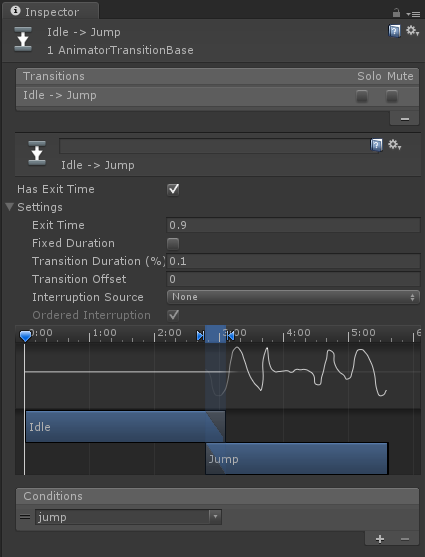 Inspector
Idle -> Jump
1 AnimatorTransitionBase
Transitions Solo Mute
Idle -> Jump
Idle -> Jump
Has Exit Time
Settings
Exit Time 0.9
Fixed Duration
Transition Duration (%) 0.1
Transition Offset 0
Interruption Source None
Ordered Interruption
0:00 1:00 2:00 3:00 4:00 5:00 6
Idle
Jump
Conditions
jump